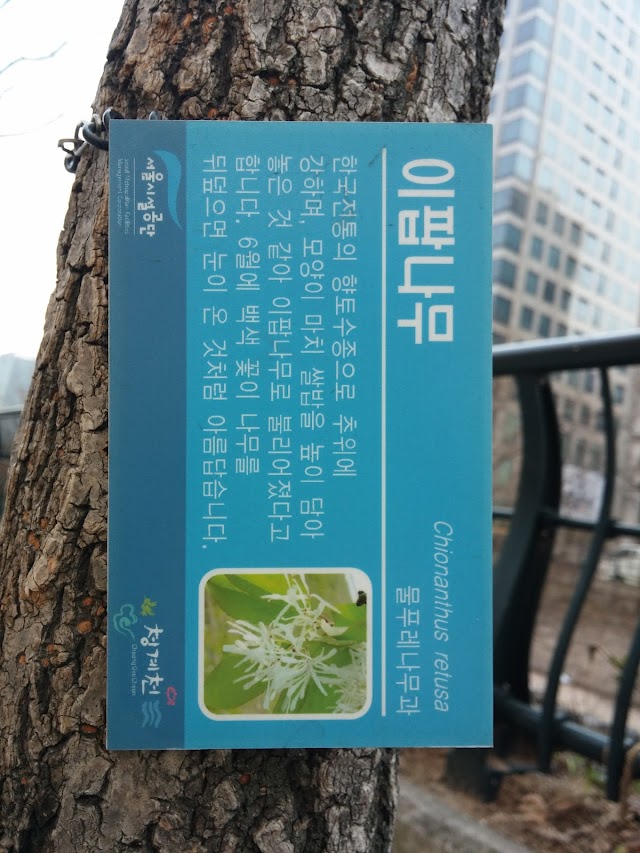 이팝나무
Chionanthus retusa
물푸레나무과
한국전통의 향토수종으로 추위에
강하며, 모양이 마치 쌀밥을 높이 담아
놓은 것 같아 이팝나무로 불리어졌다고
합니다. 6월에 백색 꽃이 나무를
뒤덮으면 눈이 온 것처럼 아름답습니다.
서울시설공단
청계천